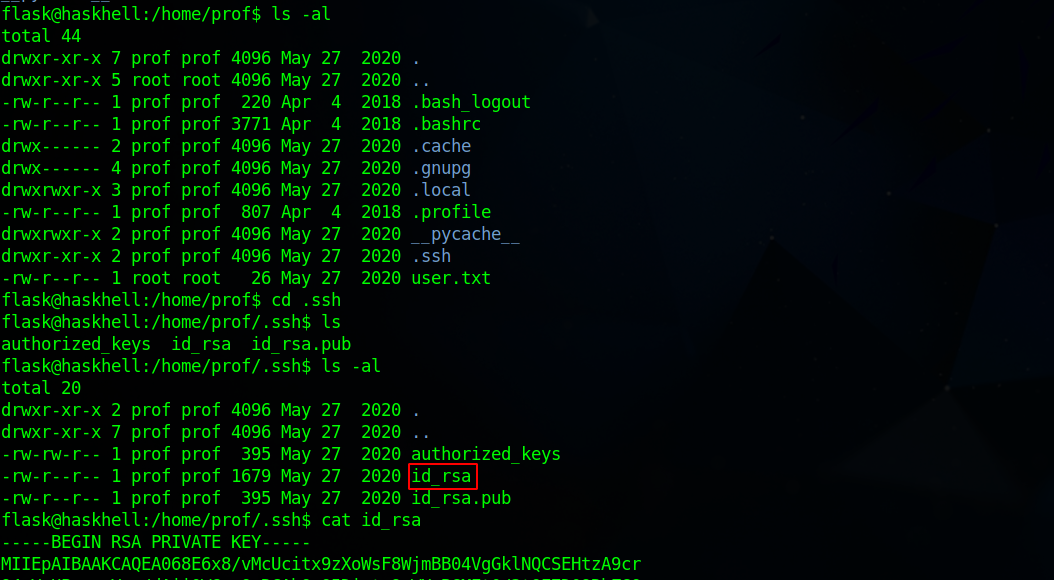 flask@haskhell:/home/prof$ ls -al
total 44
drwxr-xr-x 7 prof prof 4096 May 27  2020 .
drwxr-xr-x 5 root root 4096 May 27  2020 ..
-rw-r--r-- 1 prof prof  220 Apr  4  2018 .bash_logout
-rw-r--r-- 1 prof prof 3771 Apr  4  2018 .bashrc
drwx------ 2 prof prof 4096 May 27  2020 .cache
drwx------ 4 prof prof 4096 May 27  2020 .gnupg
drwxrwxr-x 3 prof prof 4096 May 27  2020 .local
-rw-r--r-- 1 prof prof  807 Apr  4  2018 .profile
drwxrwxr-x 2 prof prof 4096 May 27  2020 __pycache__
drwxr-xr-x 2 prof prof 4096 May 27  2020 .ssh
-rw-r--r-- 1 root root   26 May 27  2020 user.txt
flask@haskhell:/home/prof$ cd .ssh
flask@haskhell:/home/prof/.ssh$ ls
authorized_keys  id_rsa  id_rsa.pub
flask@haskhell:/home/prof/.ssh$ ls -al
total 20
drwxr-xr-x 2 prof prof 4096 May 27  2020 .
drwxr-xr-x 7 prof prof 4096 May 27  2020 ..
-rw-rw-r-- 1 prof prof  395 May 27  2020 authorized_keys
-rw-r--r-- 1 prof prof 1679 May 27  2020 id_rsa
-rw-r--r-- 1 prof prof  395 May 27  2020 id_rsa.pub
flask@haskhell:/home/prof/.ssh$ cat id_rsa
-----BEGIN RSA PRIVATE KEY-----
MIIEpAIBAAKCAQEA068E6x8/vMcUcitx9zXoWsF8WjmBB04VgGklNQCSEHtzA9cr